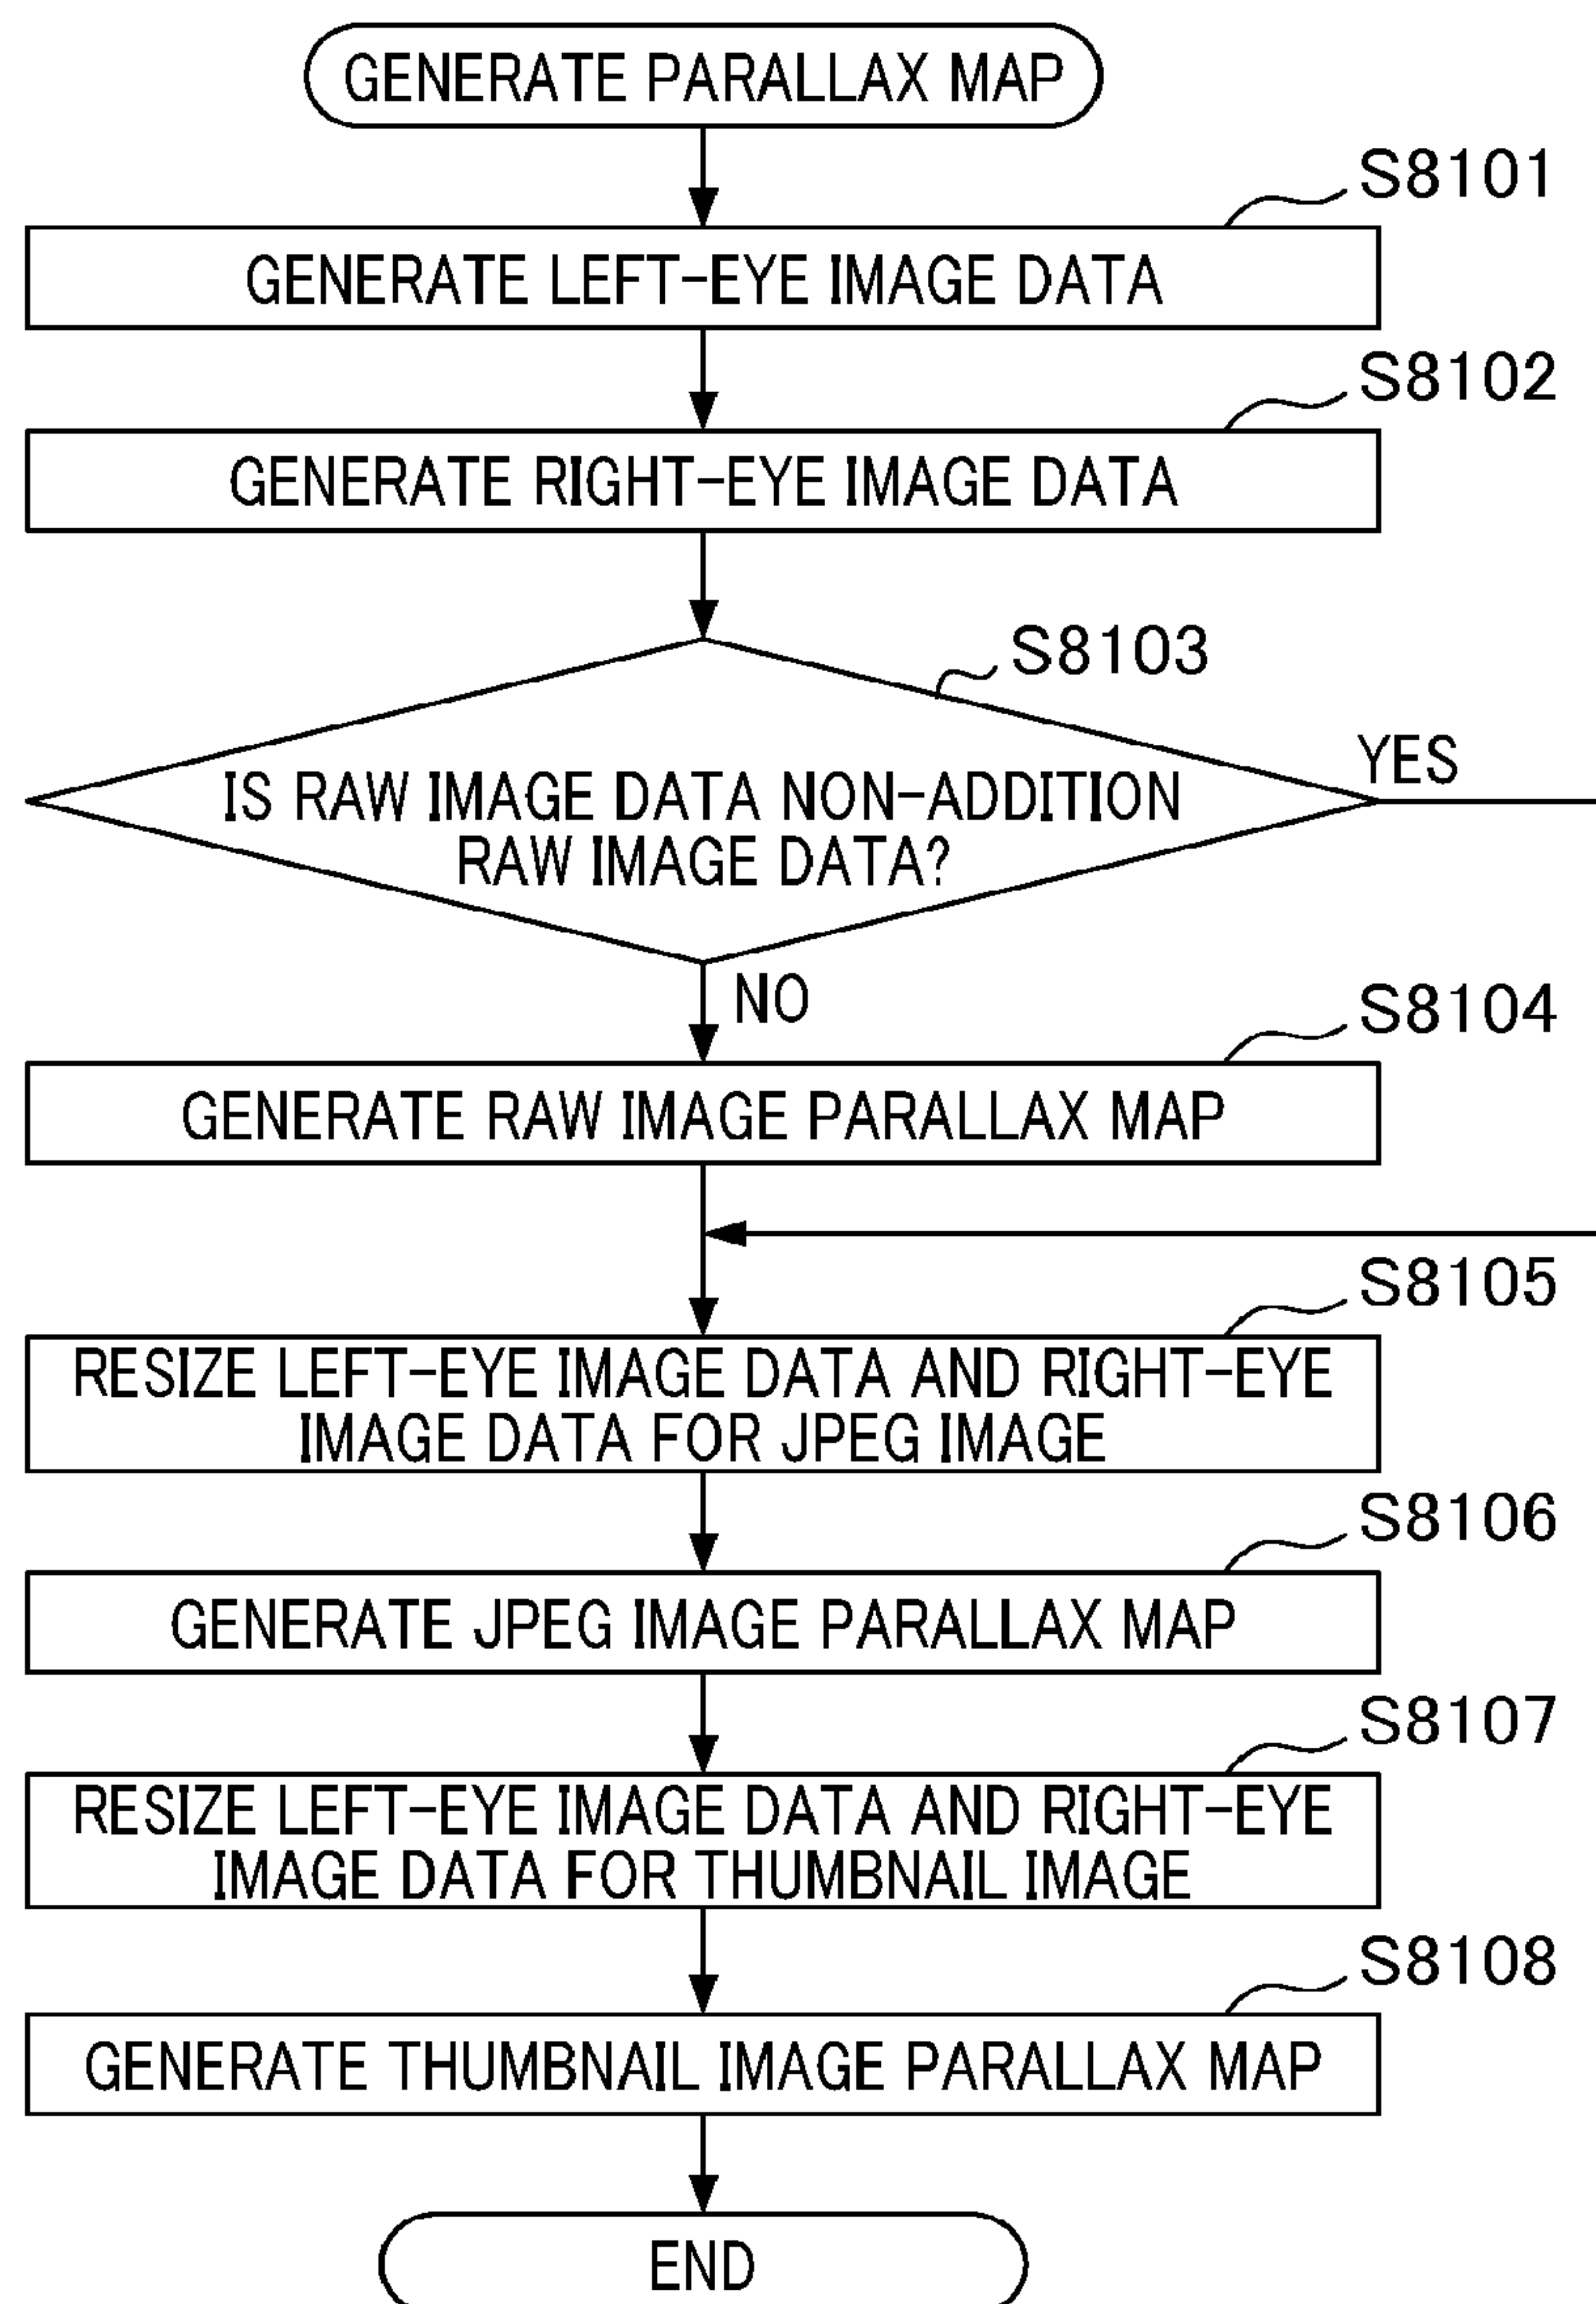 GENERATE PARALLAX MAP
S8101
GENERATE LEFT-EYE IMAGE DATA
S8102
GENERATE RIGHT-EYE IMAGE DATA
S8103
YES
IS RAW IMAGE DATA NON-ADDITION
RAW IMAGE DATA?
NO
S8104
GENERATE RAW IMAGE PARALLAX MAP
S8105
RESIZE LEFT-EYE IMAGE DATA AND RIGHT-EYE
IMAGE DATA FOR JPEG IMAGE
S8106
GENERATE JPEG IMAGE PARALLAX MAP
S8107
RESIZE LEFT-EYE IMAGE DATA AND RIGHT-EYE
IMAGE DATA FOR THUMBNAIL IMAGE
S8108
GENERATE THUMBNAIL IMAGE PARALLAX MAP
END